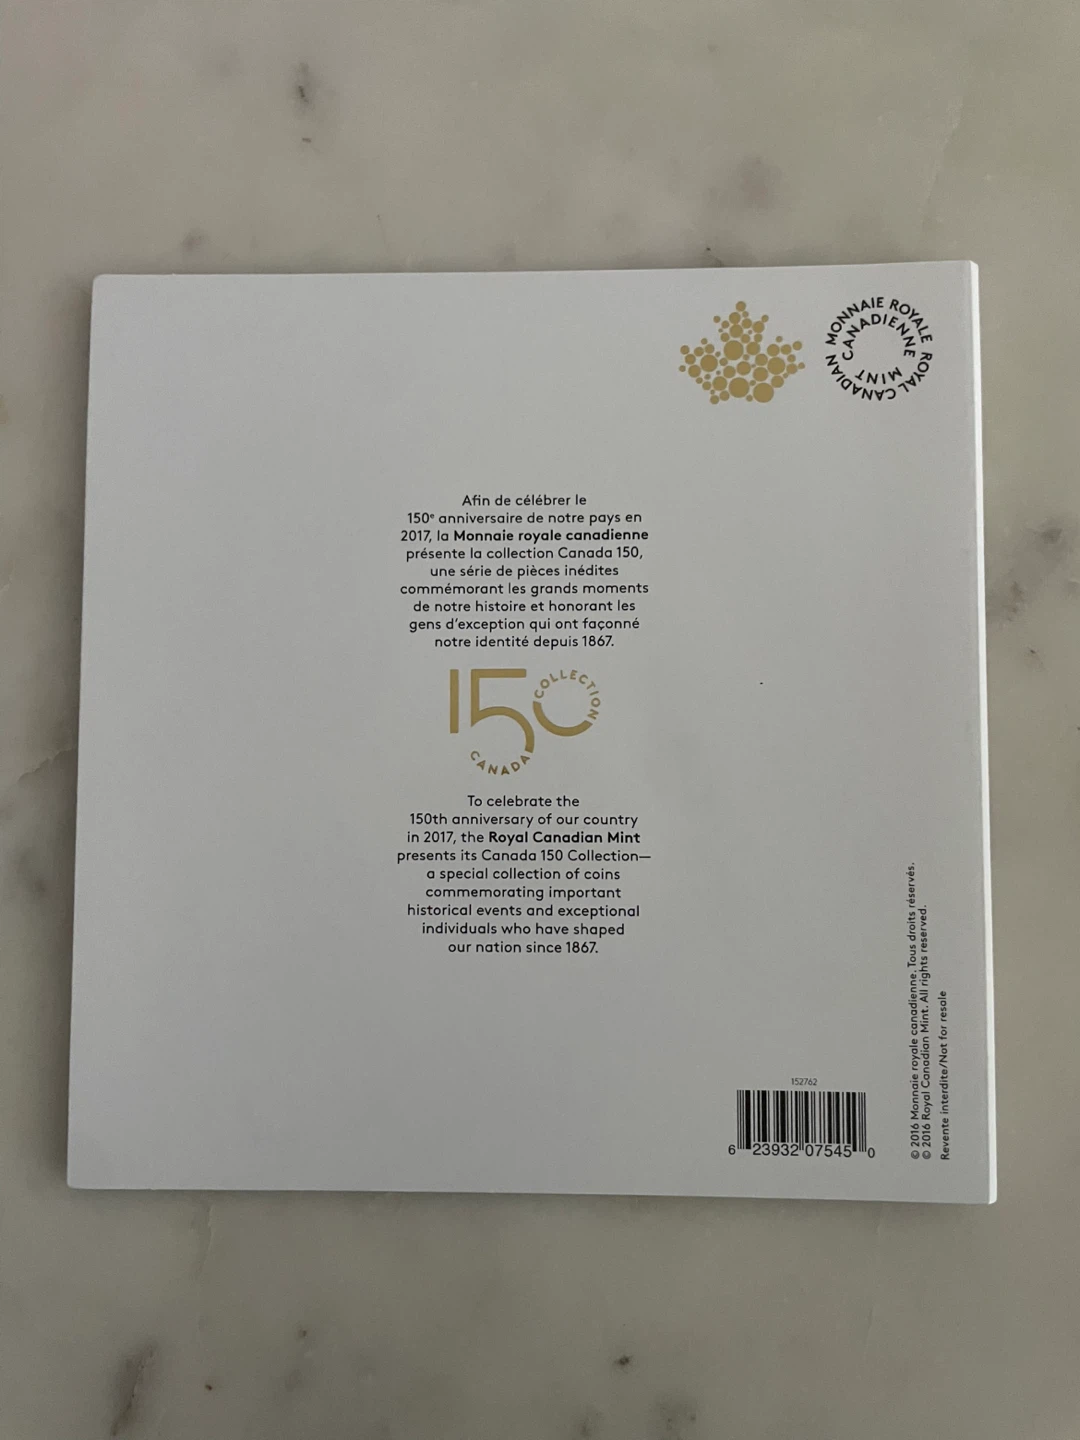 MONNAIE ROYALE CANADIENNE
ROYAL CANADIAN MINT
Afin de célébrer le
150e anniversaire de notre pays en
2017, la Monnaie royale canadienne
présente la collection Canada 150,
une série de pièces inédites
commémorant les grands moments
de notre histoire et honorant les
gens d'exception qui ont façonné
notre identité depuis 1867.
150
COLLECTION
CANADA
To celebrate the
150th anniversary of our country
in 2017, the Royal Canadian Mint
presents its Canada 150 Collection—
a special collection of coins
commemorating important
historical events and exceptional
individuals who have shaped
our nation since 1867.
© 2016 Monnaie royale canadienne. Tous droits réservés.
© 2016 Royal Canadian Mint. All rights reserved.
Revente interdite/Not for resale
152762
6 23932 07545 0